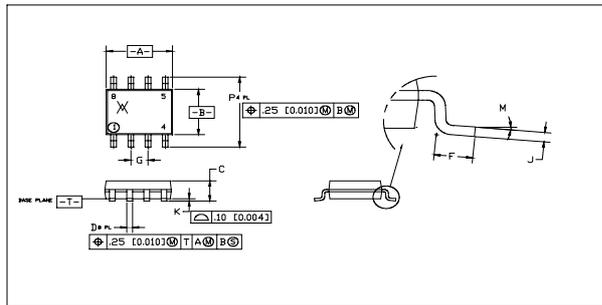 -A-
P 4 PL
8 5
-B-
⌖ .25 [0.010] Ⓜ B Ⓜ
1 4
G
C
BASE PLANE -T-
K
⌓ .10 [0.004]
D 8 PL
⌖ .25 [0.010] Ⓜ T A Ⓜ B Ⓢ
M
F
J